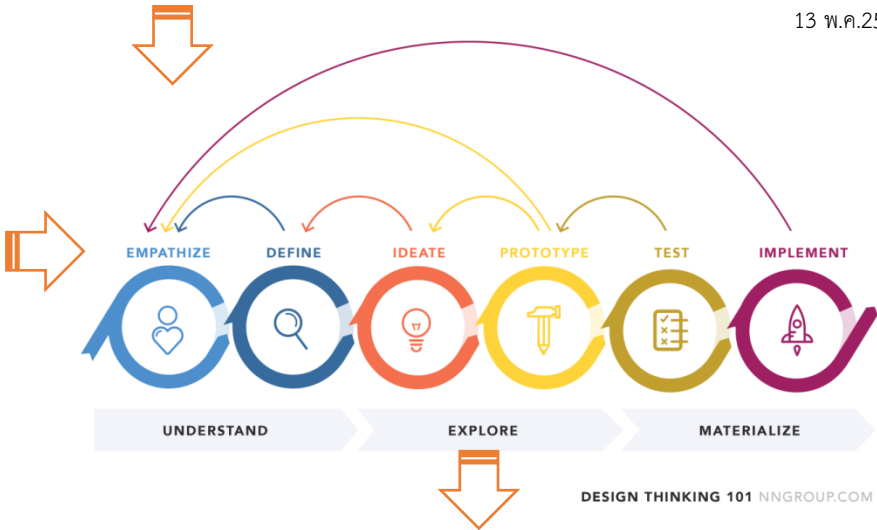 13 พ.ค.25
EMPATHIZE DEFINE IDEATE PROTOTYPE TEST IMPLEMENT
UNDERSTAND EXPLORE MATERIALIZE
DESIGN THINKING 101 NNGROUP.COM